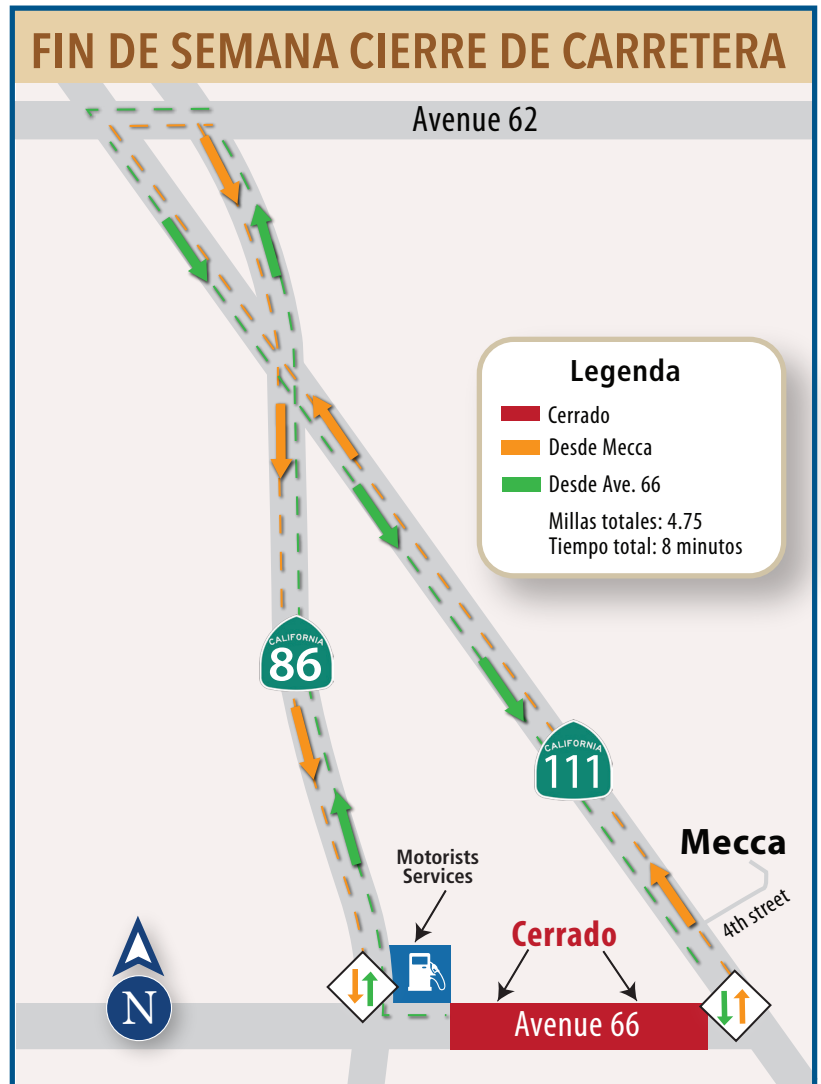 FIN DE SEMANA CIERRE DE CARRETERA
Avenue 62
Legenda
Cerrado
Desde Mecca
Desde Ave. 66
Millas totales: 4.75
Tiempo total: 8 minutos
CALIFORNIA
86
CALIFORNIA
111
Mecca
4th street
Motorists
Services
Cerrado
N
Avenue 66